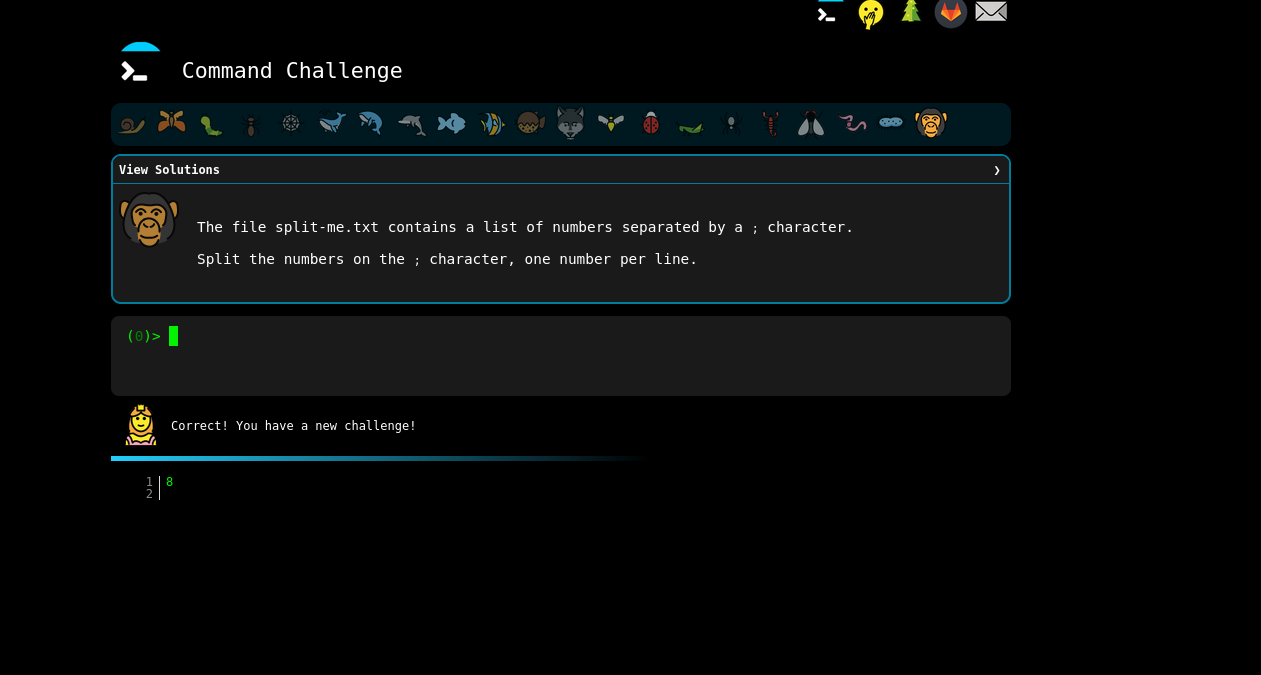 Command Challenge
View Solutions ❯
The file split-me.txt contains a list of numbers separated by a ; character.
Split the numbers on the ; character, one number per line.
(0)>
Correct! You have a new challenge!
1 8
2